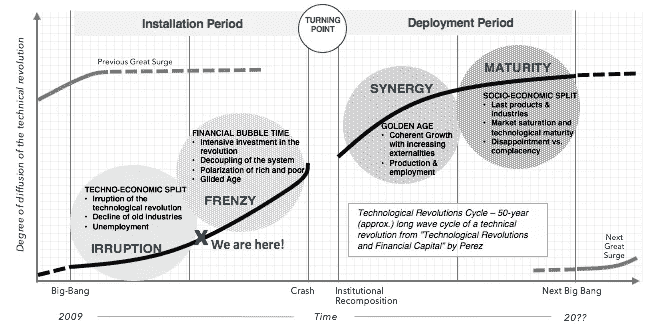 Installation Period
TURNING
POINT
Deployment Period
Degree of diffusion of the technical revolution
Previous Great Surge
TECHNO-ECONOMIC SPLIT
• Irruption of the
technological revolution
• Decline of old industries
• Unemployment
IRRUPTION
FINANCIAL BUBBLE TIME
• Intensive investment in the
revolution
• Decoupling of the system
• Polarization of rich and poor
• Gilded Age
FRENZY
X We are here!
SYNERGY
GOLDEN AGE
• Coherent Growth
with increasing
externalities
• Production &
employment
MATURITY
SOCIO-ECONOMIC SPLIT
• Last products &
industries
• Market saturation and
technological maturity
• Disappointment vs.
complacency
Technological Revolutions Cycle – 50-year
(approx.) long wave cycle of a technical
revolution from "Technological Revolutions
and Financial Capital" by Perez
Next
Great
Surge
Big-Bang
Crash
Institutional
Recomposition
Next Big Bang
2009
Time
20??